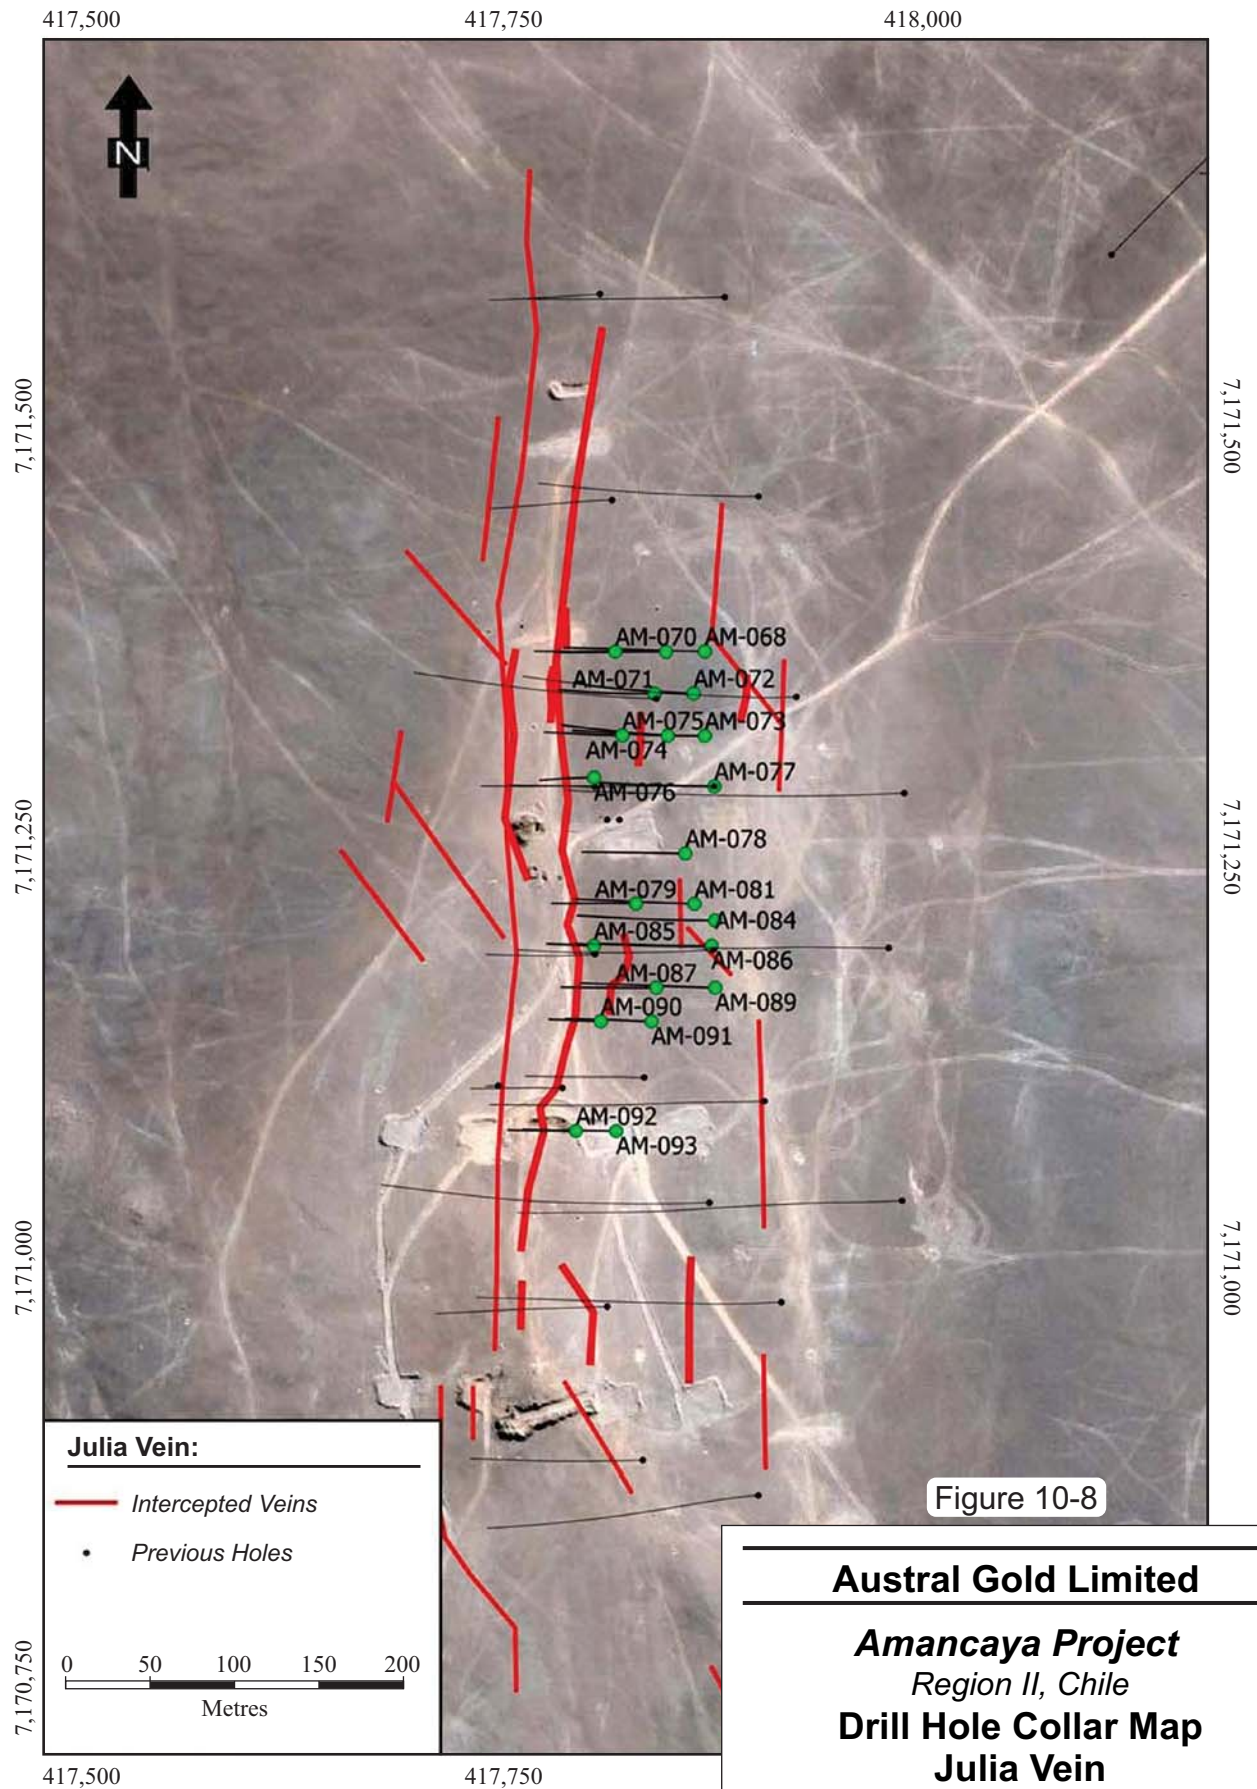 417,500
417,750
418,000
N
7,171,500
7,171,500
AM-070
AM-068
AM-071
AM-072
AM-075
AM-073
AM-074
AM-077
AM-076
AM-078
7,171,250
7,171,250
AM-079
AM-081
AM-084
AM-085
AM-086
AM-087
AM-089
AM-090
AM-091
AM-092
AM-093
7,171,000
7,171,000
Julia Vein:
Intercepted Veins
Previous Holes
0 50 100 150 200
Metres
7,170,750
Figure 10-8
Austral Gold Limited
Amancaya Project
Region II, Chile
Drill Hole Collar Map
Julia Vein
417,500
417,750